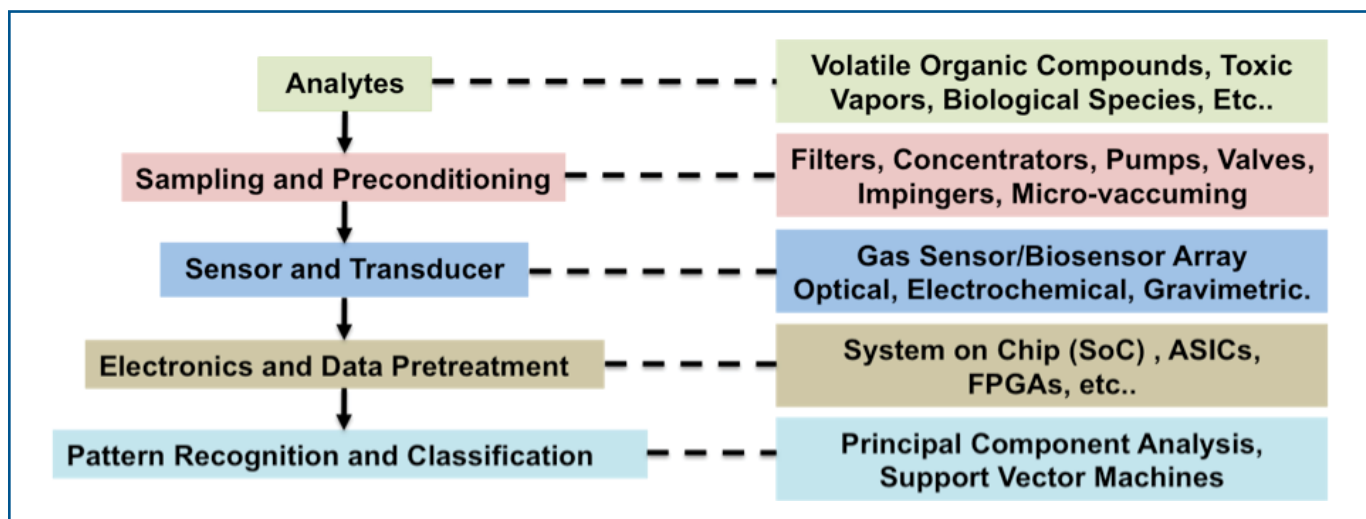 Analytes
Volatile Organic Compounds, Toxic
Vapors, Biological Species, Etc..
Sampling and Preconditioning
Filters, Concentrators, Pumps, Valves,
Impingers, Micro-vaccuming
Sensor and Transducer
Gas Sensor/Biosensor Array
Optical, Electrochemical, Gravimetric.
Electronics and Data Pretreatment
System on Chip (SoC) , ASICs,
FPGAs, etc..
Pattern Recognition and Classification
Principal Component Analysis,
Support Vector Machines